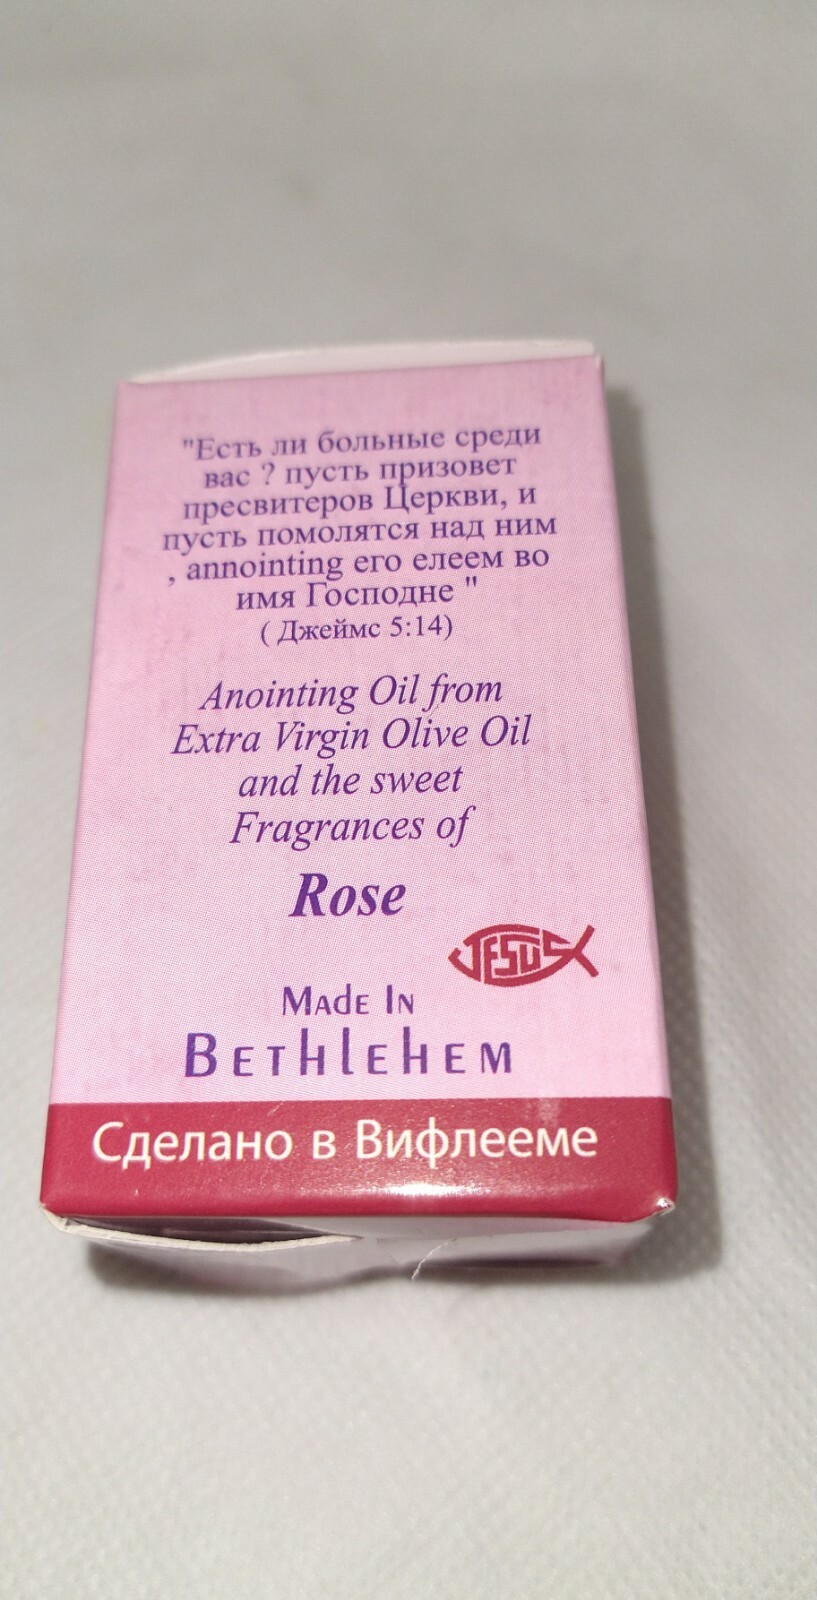 "Есть ли больные среди
вас ? пусть призовет
пресвитеров Церкви, и
пусть помолятся над ним
, annointing его елеем во
имя Господне "
( Джеймс 5:14)
Anointing Oil from
Extra Virgin Olive Oil
and the sweet
Fragrances of
Rose
JESUS
Made In
Bethlehem
Сделано в Вифлееме